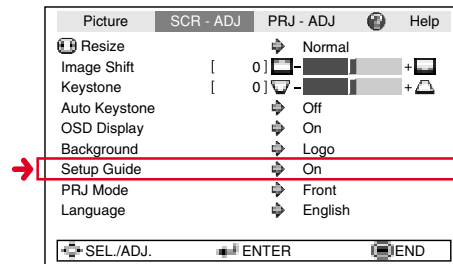 Picture SCR - ADJ PRJ - ADJ ? Help
Resize Normal
Image Shift [ 0 ] - +
Keystone [ 0 ] - +
Auto Keystone Off
OSD Display On
Background Logo
Setup Guide On
PRJ Mode Front
Language English
SEL./ADJ. ENTER END